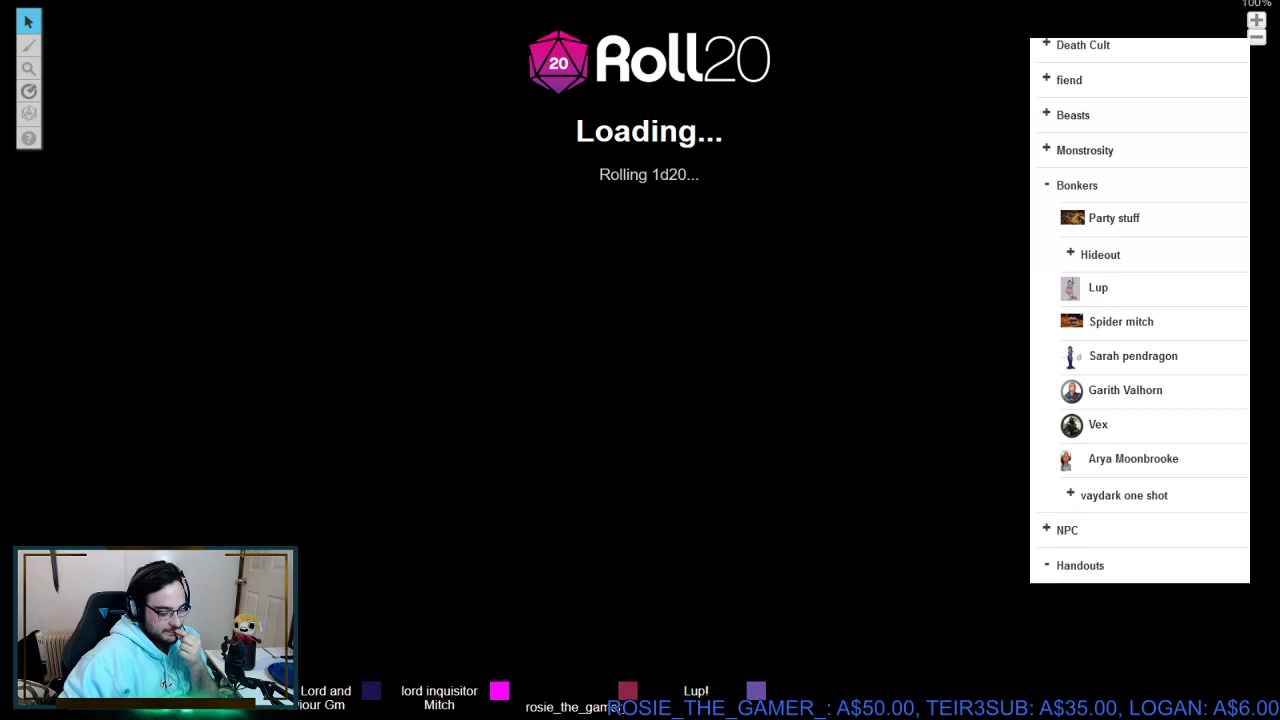 100%
20 Roll20
Loading...
Rolling 1d20...
Death Cult
fiend
Beasts
Monstrosity
Bonkers
Party stuff
Hideout
Lup
Spider mitch
Sarah pendragon
Garith Valhorn
Vex
Arya Moonbrooke
vaydark one shot
NPC
Handouts
Lord and
viour Gm
lord inquisitor
Mitch
rosie_the_gamer_
Lup!
ROSIE_THE_GAMER_: A$50.00, TEIR3SUB: A$35.00, LOGAN: A$6.00